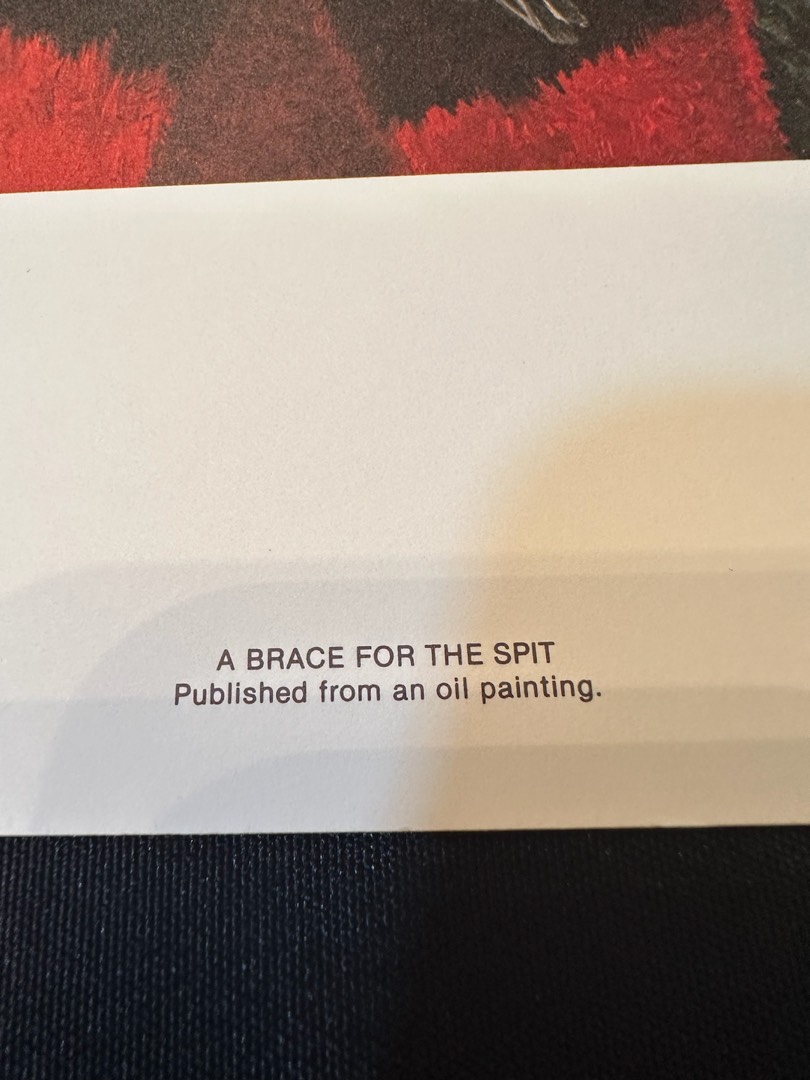 A BRACE FOR THE SPIT
Published from an oil painting.